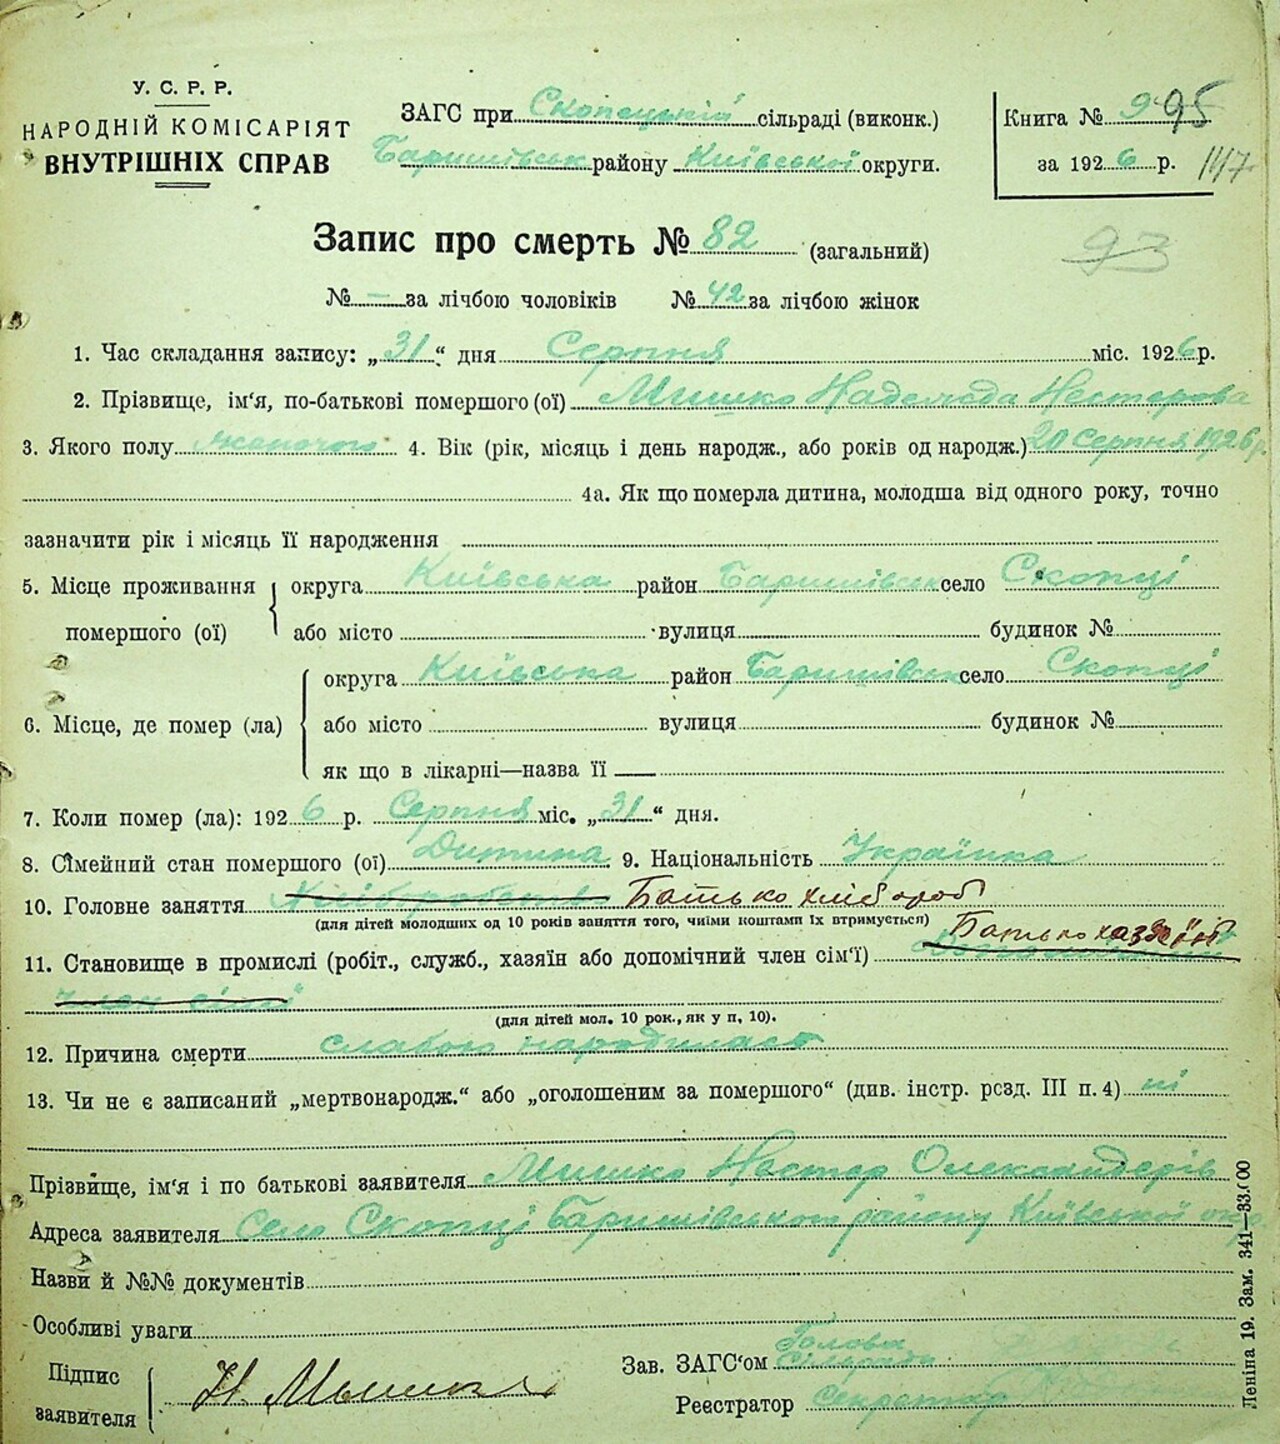 У. С. Р. Р.
НАРОДНІЙ КОМІСАРІЯТ
ВНУТРІШНІХ СПРАВ
ЗАГС при Скопецькій сільраді (виконк.)
Баришівськ району Київської округи.
Книга № 9 95
за 1926 р. 147
Запис про смерть № 82 (загальний)
93
№ — за лічбою чоловіків № 42 за лічбою жінок
1. Час складання запису: „31“ дня Серпня міс. 1926 р.
2. Прізвище, ім'я, по-батькові помершого (ої) Мишко Надежда Нестерова
3. Якого полу жіночого 4. Вік (рік, місяць і день народж., або років од народж.) 20 Серпня 1926 р.
4а. Як що померла дитина, молодша від одного року, точно
зазначити рік і місяць її народження
5. Місце проживання помершого (ої) округа Київська район Баришівськ село Скопці
або місто вулиця будинок №
6. Місце, де помер (ла) округа Київська район Баришівськ село Скопці
або місто вулиця будинок №
як що в лікарні—назва її
7. Коли помер (ла): 1926 р. Серпня міс. „31“ дня.
8. Сімейний стан помершого (ої) Дитина 9. Національність Українка
10. Головне заняття Хліборобств Батько хлібороб
(для дітей молодших од 10 років заняття того, чиїми коштами їх втримується)
11. Становище в промислі (робіт., служб., хазяїн або допомічний член сім'ї) Батько хазяїн
член сімї
(для дітей мол. 10 рок., як у п. 10).
12. Причина смерти слабою народилась
13. Чи не є записаний „мертвонародж.“ або „оголошеним за помершого“ (див. інстр. розд. III п. 4) ні
Прізвище, ім'я і по батькові заявителя Мишко Нестер Олександерів
Адреса заявителя Село Скопці Баришівського району Київської окр.
Назви й №№ документів
Особливі уваги
Підпис заявителя Н Мышко
Зав. ЗАГС'ом Голова сільради
Реєстратор секретар
Леніна 19. Зам. 341—33.000